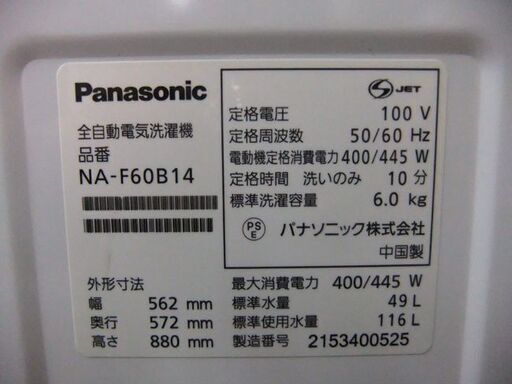 Panasonic
全自動電気洗濯機
品番
NA-F60B14
外形寸法
幅 562 mm
奥行 572 mm
高さ 880 mm
S JET
定格電圧 100 V
定格周波数 50/60 Hz
電動機定格消費電力 400/445 W
定格時間 洗いのみ 10 分
標準洗濯容量 6.0 kg
PS
E
パナソニック株式会社
中国製
最大消費電力 400/445 W
標準水量 49 L
標準使用水量 116 L
製造番号 2153400525